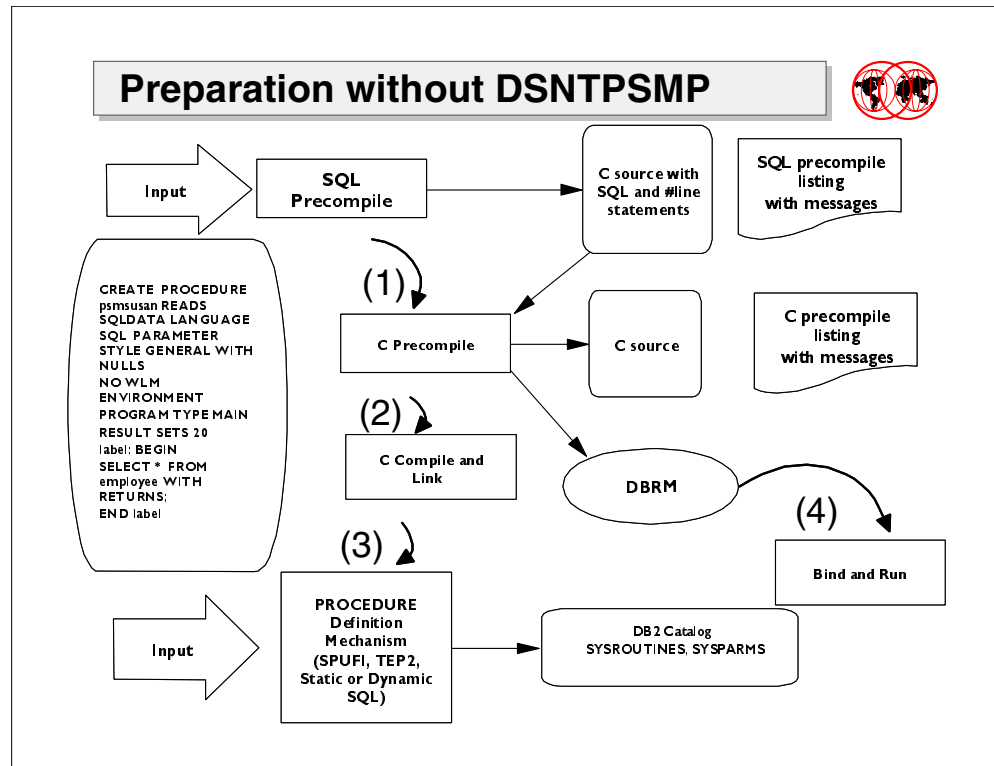 Preparation without DSNTPSMP
Input
SQL
Precompile
C source with
SQL and #line
statements
SQL precompile
listing
with messages
CREATE PROCEDURE
psmsusan READS
SQLDATA LANGUAGE
SQL PARAMETER
STYLE GENERAL WITH
NULLS
NO WLM
ENVIRONMENT
PROGRAM TYPE MAIN
RESULT SETS 20
label: BEGIN
SELECT * FROM
employee WITH
RETURNS;
END label
(1)
C Precompile
C source
C precompile
listing
with messages
(2)
C Compile and
Link
DBRM
(4)
Bind and Run
(3)
Input
PROCEDURE
Definition
Mechanism
(SPUFI, TEP2,
Static or Dynamic
SQL)
DB2 Catalog
SYSROUTINES, SYSPARMS